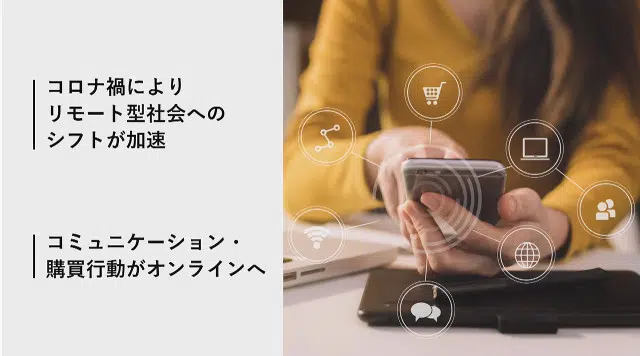 コロナ禍により
リモート型社会への
シフトが加速
コミュニケーション・
購買行動がオンラインへ